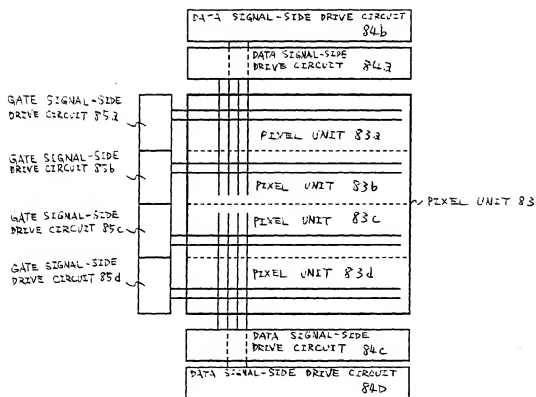 DATA SIGNAL-SIDE DRIVE CIRCUIT
84b
DATA SIGNAL-SIDE
DRIVE CIRCUIT 84a
GATE SIGNAL-SIDE
DRIVE CIRCUIT 85a
PIXEL UNIT 83a
GATE SIGNAL-SIDE
DRIVE CIRCUIT 85b
PIXEL UNIT 83b
PIXEL UNIT 83
GATE SIGNAL-SIDE
DRIVE CIRCUIT 85c
PIXEL UNIT 83c
GATE SIGNAL-SIDE
DRIVE CIRCUIT 85d
PIXEL UNIT 83d
DATA SIGNAL-SIDE
DRIVE CIRCUIT 84c
DATA SIGNAL-SIDE DRIVE CIRCUIT
84D